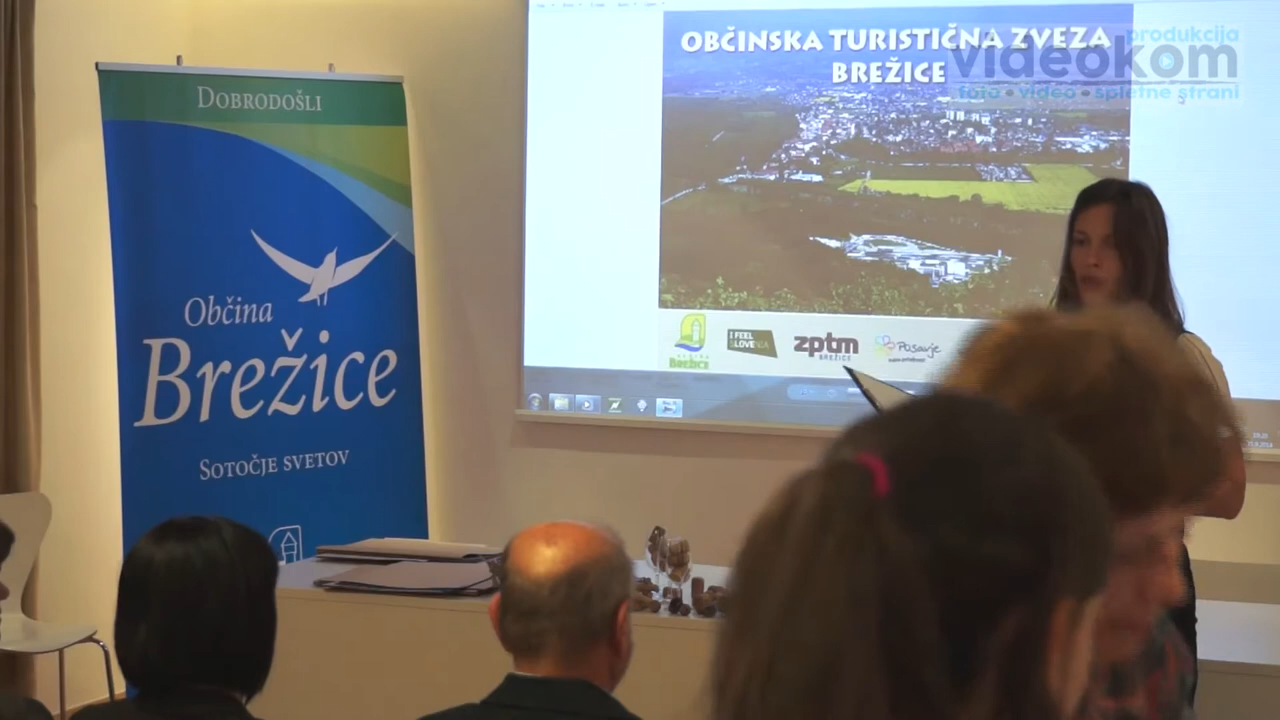 DOBRODOŠLI
Občina
Brežice
SOTOČJE SVETOV
OBČINSKA TURISTIČNA ZVEZA
BREŽICE
produkcija
videokom
foto • video • spletne strani
BREŽICE
I FEEL
SLOVENIA
zptm
BREŽICE
Posavje